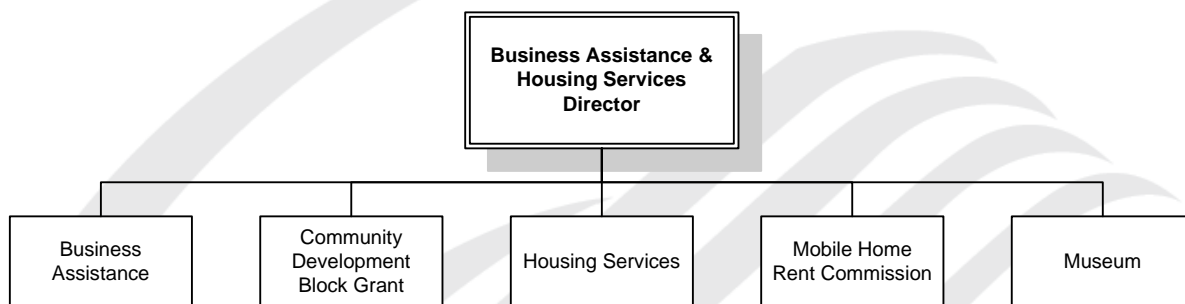 Business Assistance &
Housing Services
Director
Business
Assistance
Community
Development
Block Grant
Housing Services
Mobile Home
Rent Commission
Museum